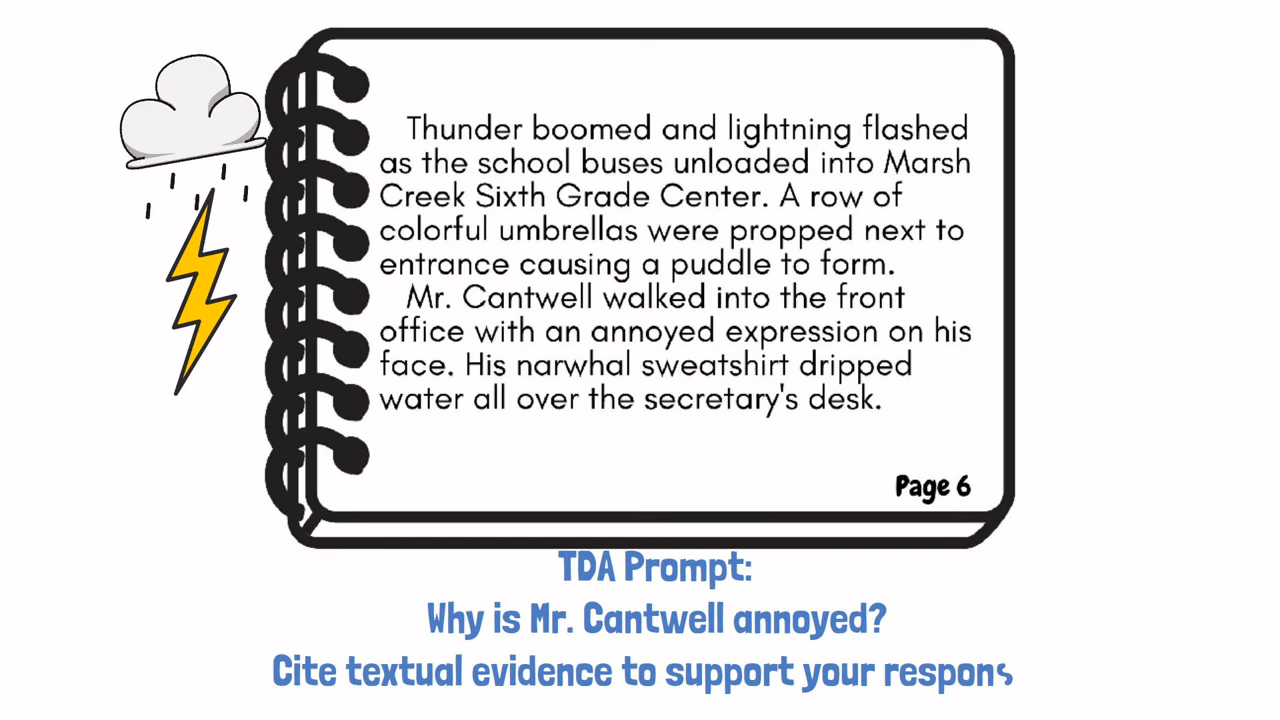 Thunder boomed and lightning flashed
as the school buses unloaded into Marsh
Creek Sixth Grade Center. A row of
colorful umbrellas were propped next to
entrance causing a puddle to form.
Mr. Cantwell walked into the front
office with an annoyed expression on his
face. His narwhal sweatshirt dripped
water all over the secretary's desk.
Page 6
TDA Prompt:
Why is Mr. Cantwell annoyed?
Cite textual evidence to support your respons